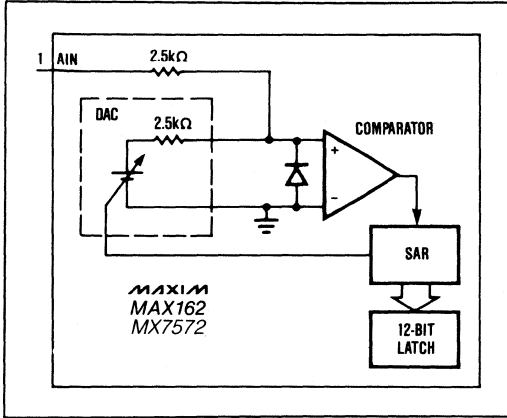 1 AIN
2.5kΩ
DAC
2.5kΩ
COMPARATOR
+
−
SAR
MAXIM
MAX162
MX7572
12-BIT
LATCH